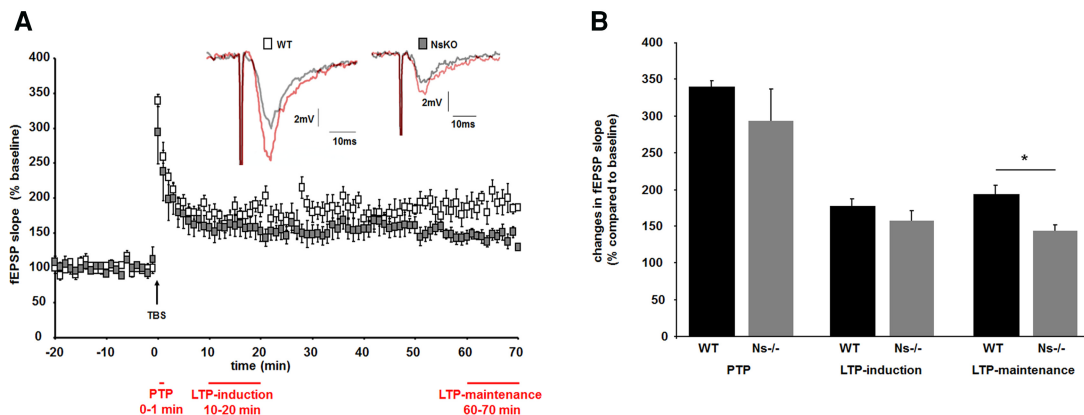 A
WT
NsKO
2mV
10ms
2mV
10ms
fEPSP slope (% baseline)
400
350
300
250
200
150
100
50
0
TBS
-20
-10
0
10
20
30
40
50
60
70
time (min)
PTP
0-1 min
LTP-induction
10-20 min
LTP-maintenance
60-70 min
B
changes in fEPSP slope
(% compared to baseline)
400
350
300
250
200
150
100
50
0
*
WT
Ns-/-
WT
Ns-/-
WT
Ns-/-
PTP
LTP-induction
LTP-maintenance